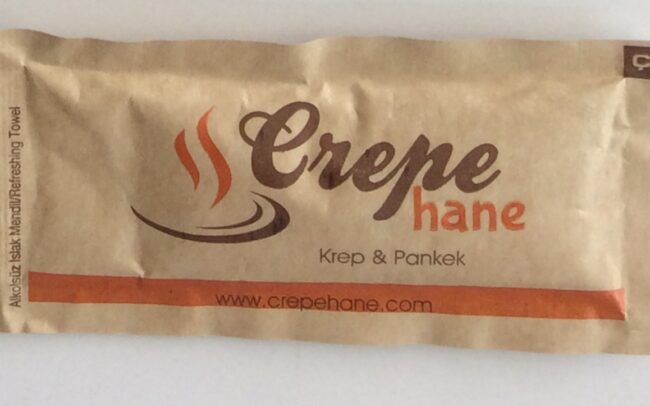 Alkolsüz Islak Mendil/Refreshing Towel
Crepe
hane
Krep & Pankek
www.crepehane.com